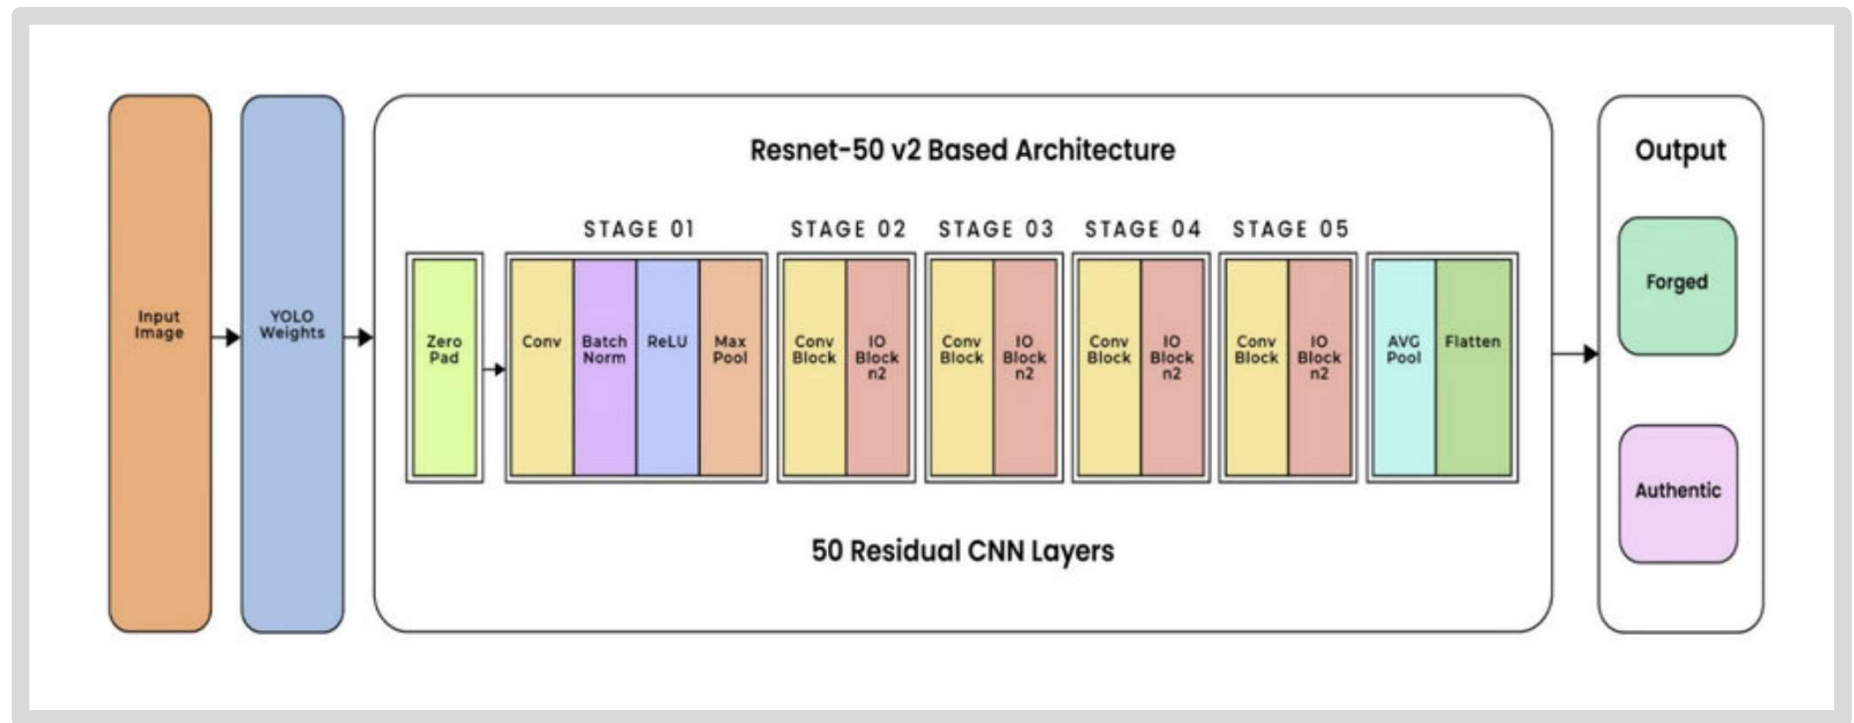 Resnet-50 v2 Based Architecture
Output
STAGE 01
STAGE 02
STAGE 03
STAGE 04
STAGE 05
Input
Image
YOLO
Weights
Zero
Pad
Conv
Batch
Norm
ReLU
Max
Pool
Conv
Block
IO
Block
n2
Conv
Block
IO
Block
n2
Conv
Block
IO
Block
n2
Conv
Block
IO
Block
n2
AVG
Pool
Flatten
Forged
Authentic
50 Residual CNN Layers